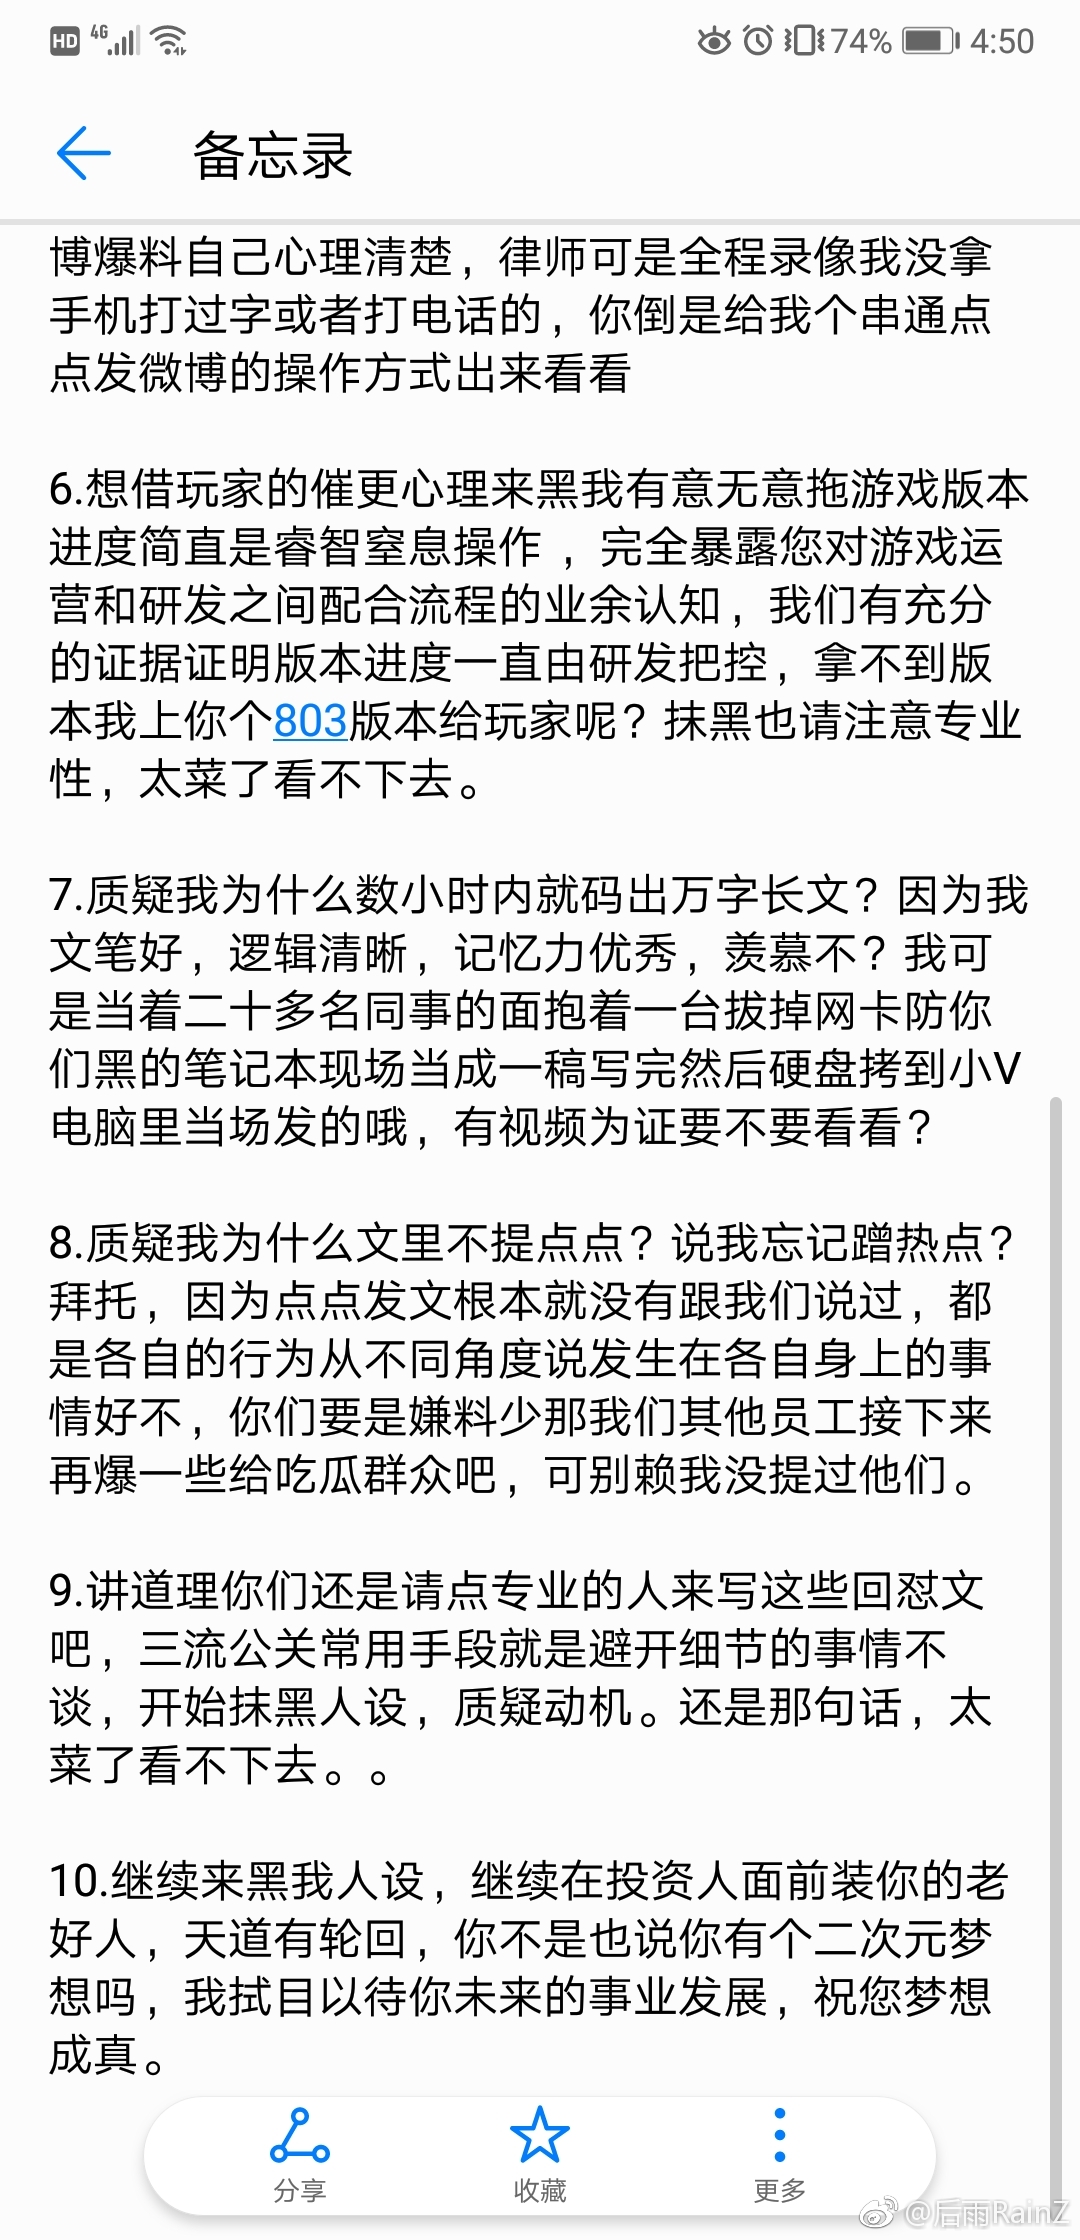 HD 4G 74% 4:50
备忘录
博爆料自己心理清楚，律师可是全程录像我没拿
手机打过字或者打电话的，你倒是给我个串通点
点发微博的操作方式出来看看
6.想借玩家的催更心理来黑我有意无意拖游戏版本
进度简直是睿智窒息操作 ，完全暴露您对游戏运
营和研发之间配合流程的业余认知，我们有充分
的证据证明版本进度一直由研发把控，拿不到版
本我上你个803版本给玩家呢？抹黑也请注意专业
性，太菜了看不下去。
7.质疑我为什么数小时内就码出万字长文？因为我
文笔好，逻辑清晰，记忆力优秀，羡慕不？我可
是当着二十多名同事的面抱着一台拔掉网卡防你
们黑的笔记本现场当成一稿写完然后硬盘拷到小V
电脑里当场发的哦，有视频为证要不要看看？
8.质疑我为什么文里不提点点？说我忘记蹭热点？
拜托，因为点点发文根本就没有跟我们说过，都
是各自的行为从不同角度说发生在各自身上的事
情好不，你们要是嫌料少那我们其他员工接下来
再爆一些给吃瓜群众吧，可别赖我没提过他们。
9.讲道理你们还是请点专业的人来写这些回怼文
吧，三流公关常用手段就是避开细节的事情不
谈，开始抹黑人设，质疑动机。还是那句话，太
菜了看不下去。。
10.继续来黑我人设，继续在投资人面前装你的老
好人，天道有轮回，你不是也说你有个二次元梦
想吗，我拭目以待你未来的事业发展，祝您梦想
成真。
分享 收藏 更多
@后雨RainZ